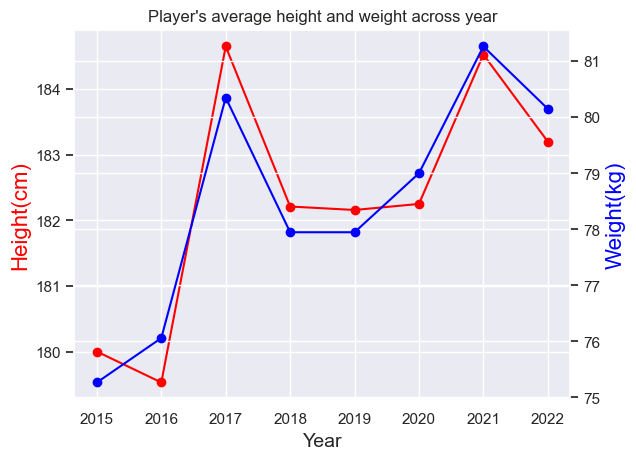 Player's average height and weight across year
Height(cm)
184
183
182
181
180
81
80
79
78
77
76
75
Weight(kg)
2015 2016 2017 2018 2019 2020 2021 2022
Year